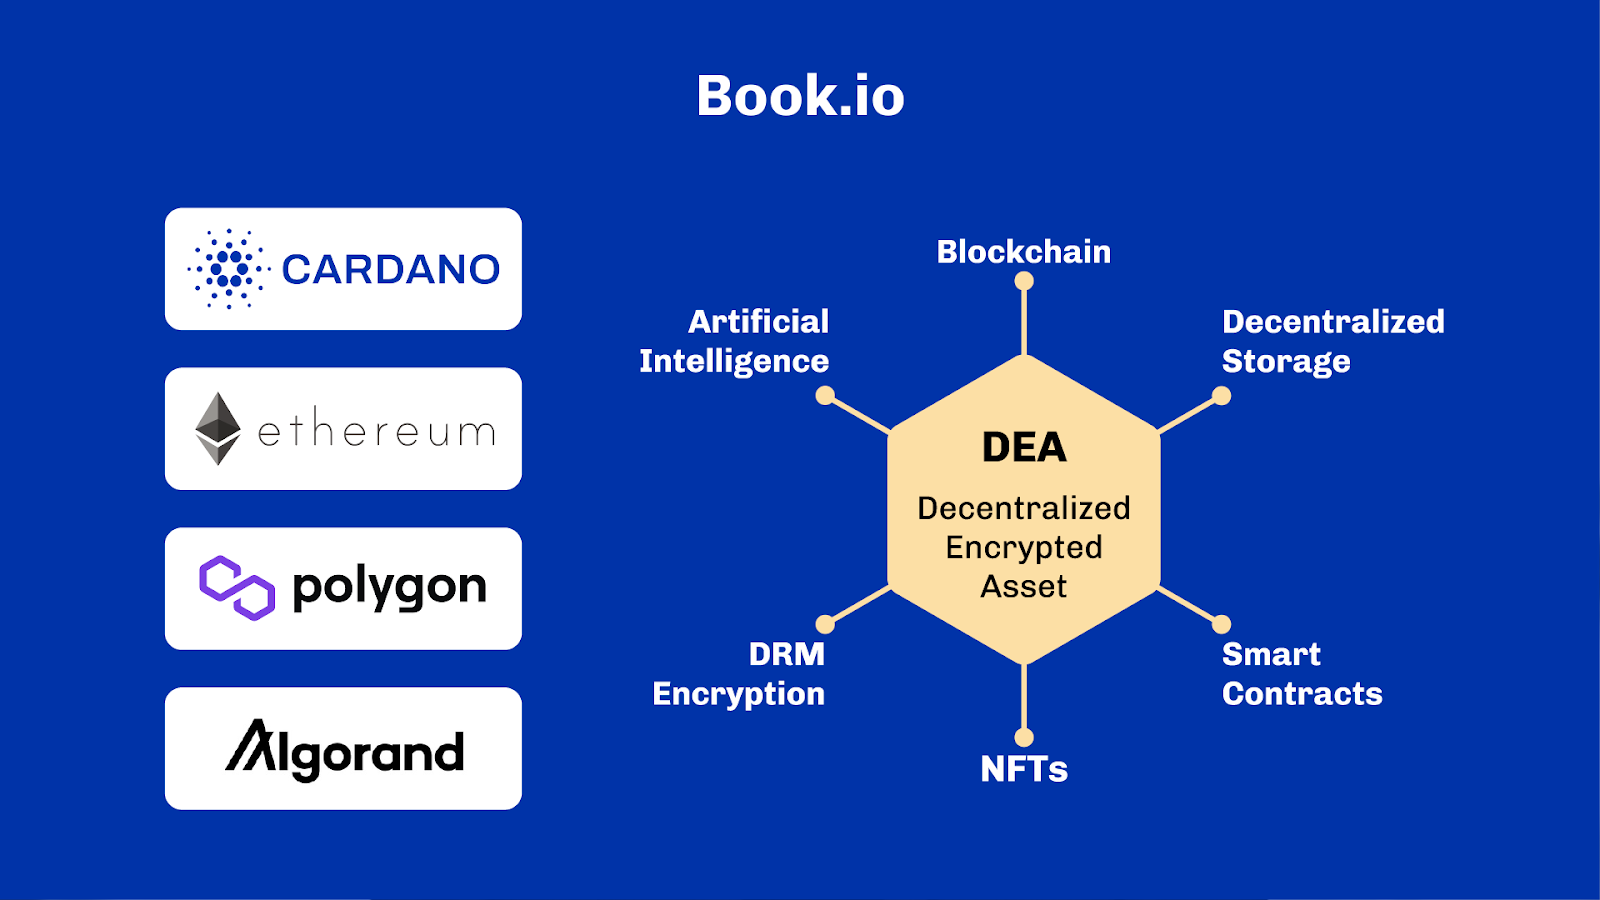 Book.io
CARDANO
ethereum
polygon
Algorand
Blockchain
Artificial
Intelligence
Decentralized
Storage
DEA
Decentralized
Encrypted
Asset
DRM
Encryption
Smart
Contracts
NFTs